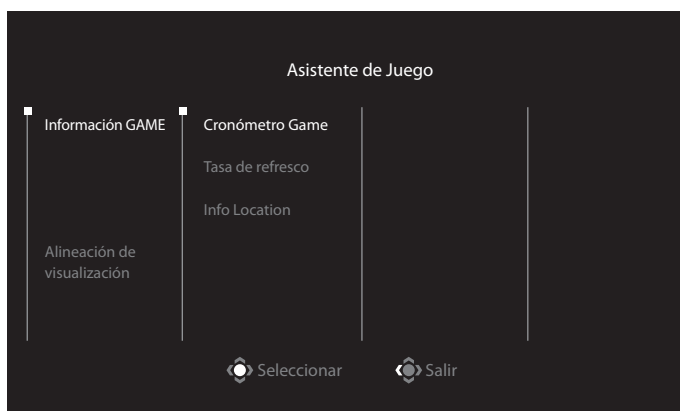 Asistente de Juego
Información GAME
Cronómetro Game
Tasa de refresco
Info Location
Alineación de
visualización
Seleccionar
Salir